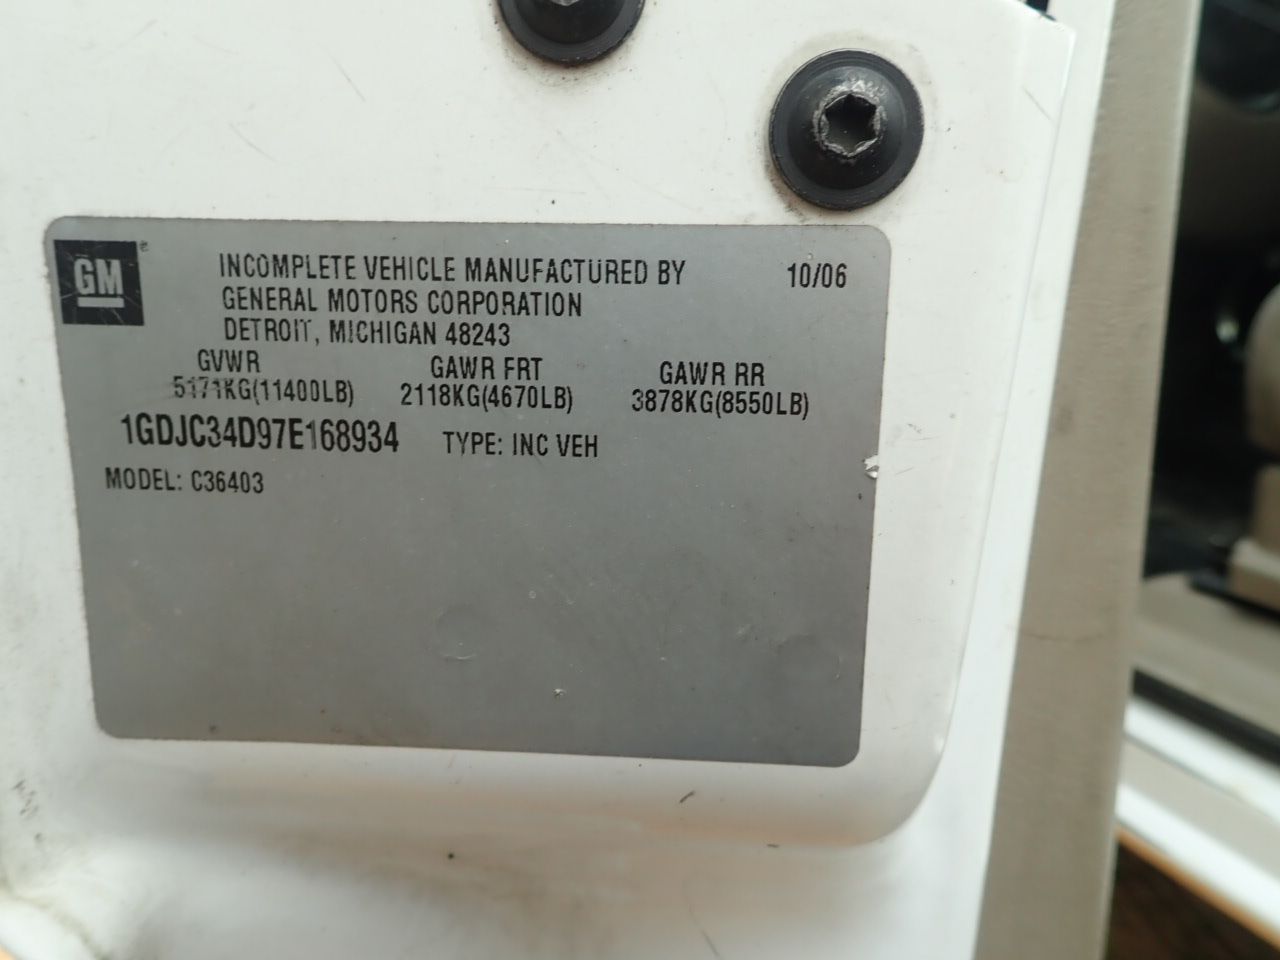 GM®
INCOMPLETE VEHICLE MANUFACTURED BY 10/06
GENERAL MOTORS CORPORATION
DETROIT, MICHIGAN 48243
GVWR GAWR FRT GAWR RR
5171KG(11400LB) 2118KG(4670LB) 3878KG(8550LB)
1GDJC34D97E168934 TYPE: INC VEH
MODEL: C36403